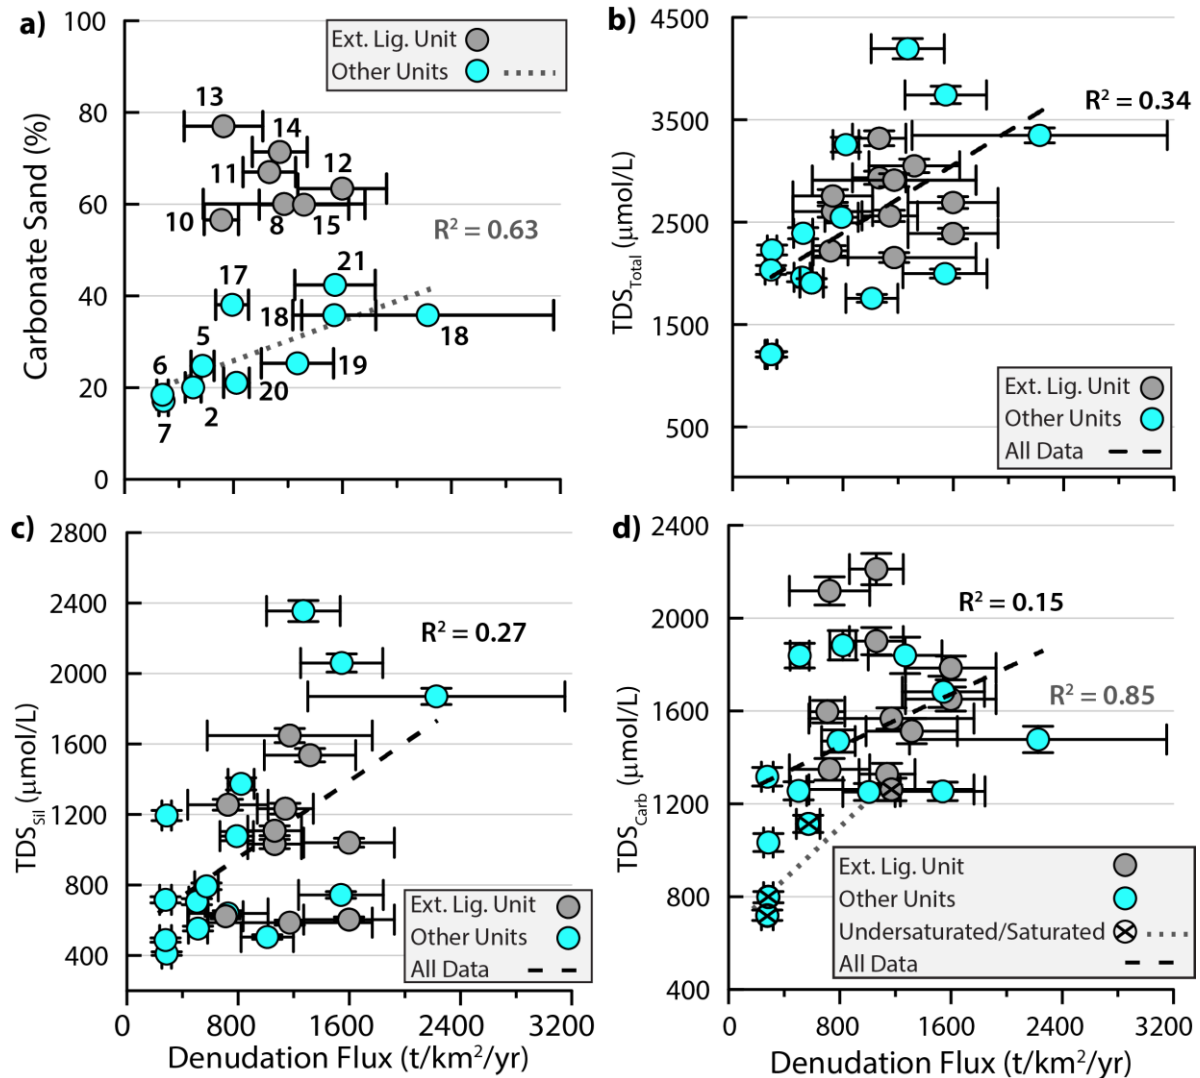 a)
100
80
60
40
20
0
Carbonate Sand (%)
Ext. Lig. Unit
Other Units
13
14
11
12
10
8
15
R² = 0.63
17
21
18
18
5
6
19
20
2
7
b)
4500
3500
2500
1500
500
TDSTotal (µmol/L)
R² = 0.34
Ext. Lig. Unit
Other Units
All Data
c)
2800
2400
2000
1600
1200
800
400
TDSSil (µmol/L)
R² = 0.27
Ext. Lig. Unit
Other Units
All Data
0 800 1600 2400 3200
Denudation Flux (t/km²/yr)
d)
2400
2000
1600
1200
800
400
TDSCarb (µmol/L)
R² = 0.15
R² = 0.85
Ext. Lig. Unit
Other Units
Undersaturated/Saturated
All Data
0 800 1600 2400 3200
Denudation Flux (t/km²/yr)